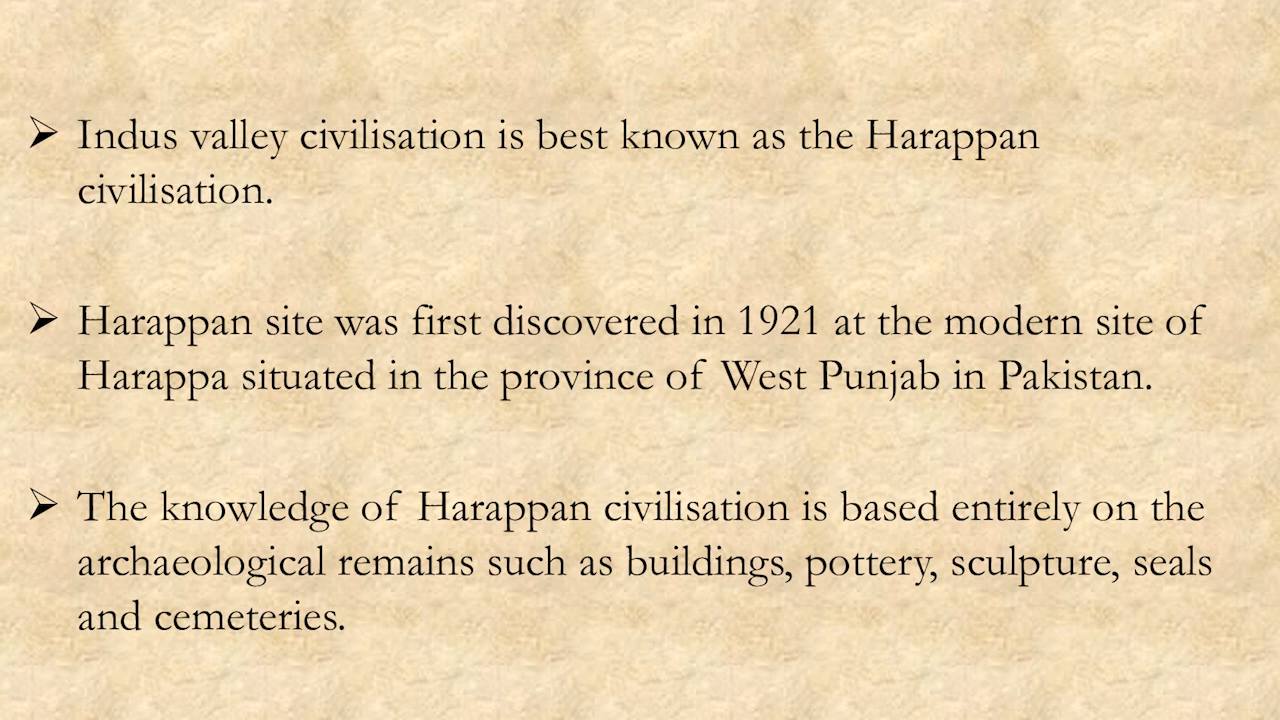 ➢ Indus valley civilisation is best known as the Harappan
civilisation.
➢ Harappan site was first discovered in 1921 at the modern site of
Harappa situated in the province of West Punjab in Pakistan.
➢ The knowledge of Harappan civilisation is based entirely on the
archaeological remains such as buildings, pottery, sculpture, seals
and cemeteries.